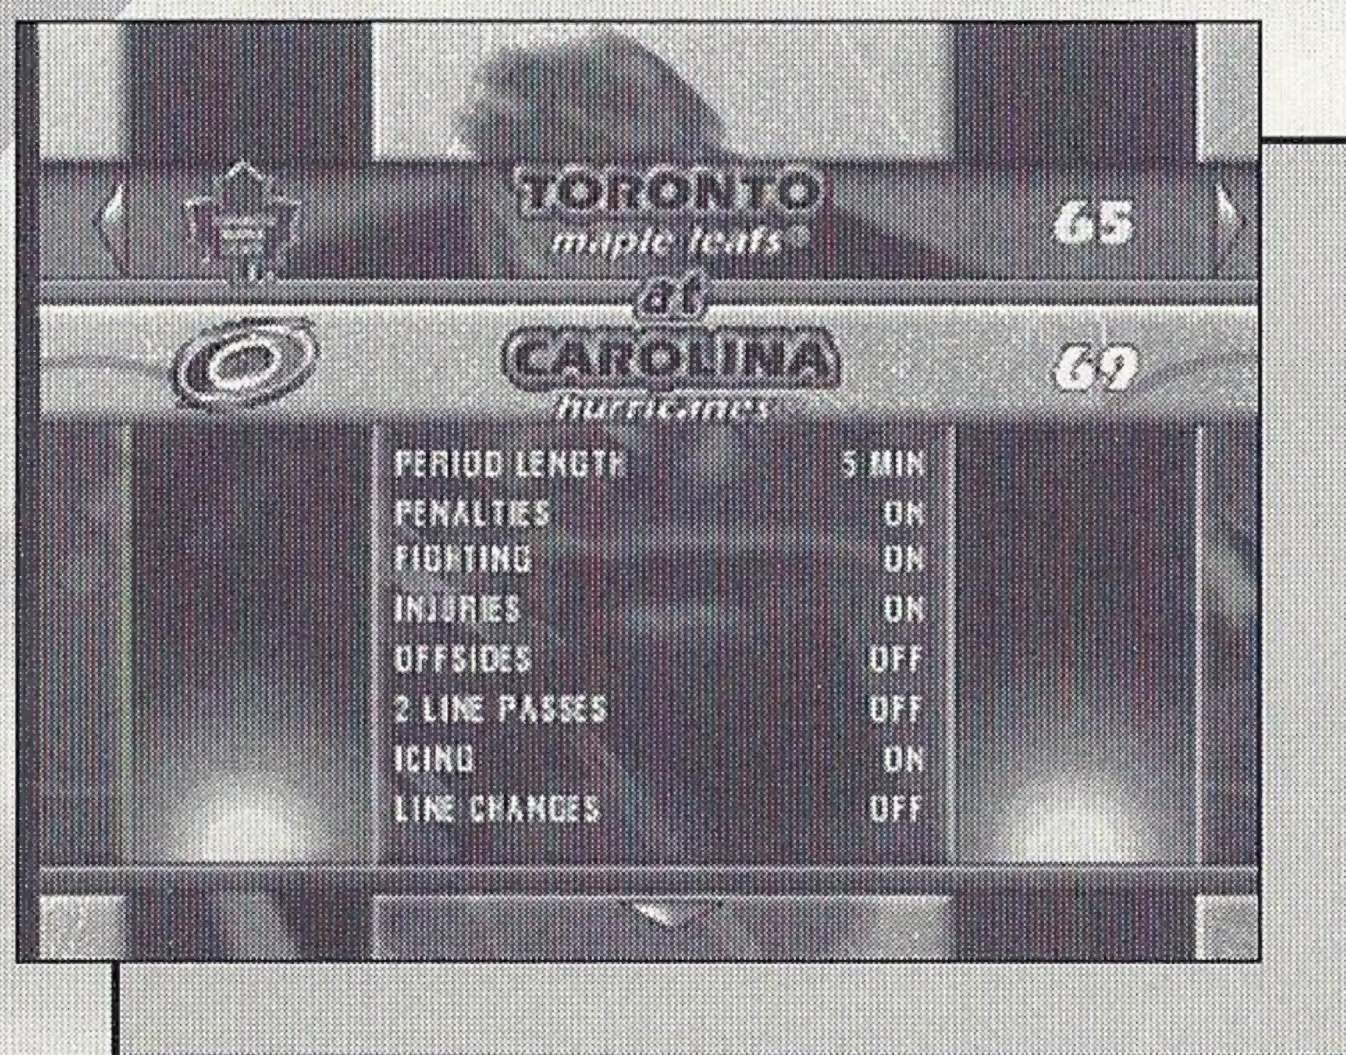 TORONTO 65
maple leafs®
at
CAROLINA 69
hurricanes
PERIOD LENGTH 5 MIN
PENALTIES ON
FIGHTING ON
INJURIES ON
OFFSIDES OFF
2 LINE PASSES OFF
ICING ON
LINE CHANGES OFF